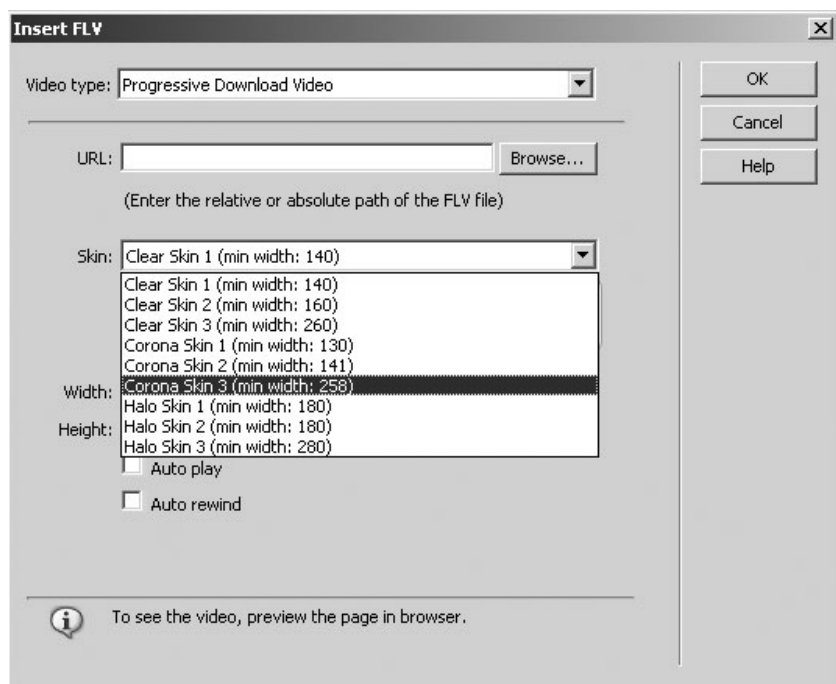 Insert FLV
Video type: Progressive Download Video
OK
Cancel
Help
URL: Browse...
(Enter the relative or absolute path of the FLV file)
Skin: Clear Skin 1 (min width: 140)
Clear Skin 1 (min width: 140)
Clear Skin 2 (min width: 160)
Clear Skin 3 (min width: 260)
Corona Skin 1 (min width: 130)
Corona Skin 2 (min width: 141)
Corona Skin 3 (min width: 258)
Halo Skin 1 (min width: 180)
Halo Skin 2 (min width: 180)
Halo Skin 3 (min width: 280)
Width:
Height:
Auto play
Auto rewind
To see the video, preview the page in browser.